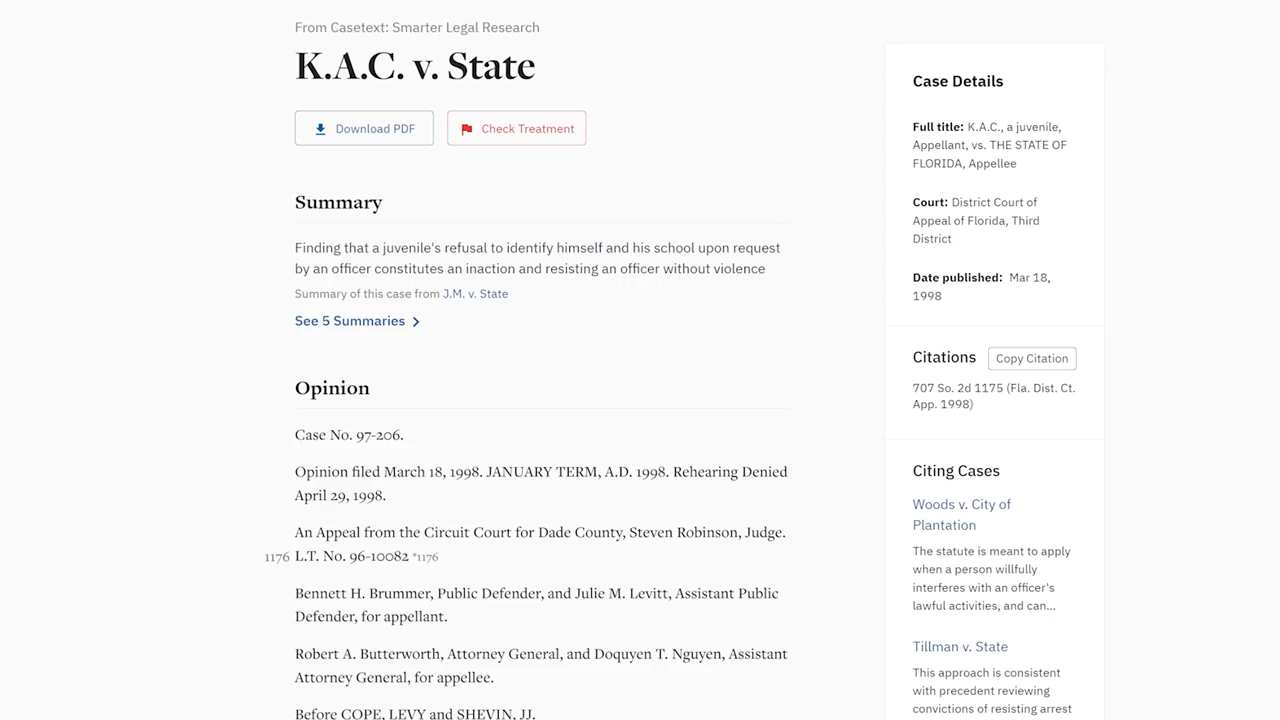 From Casetext: Smarter Legal Research
K.A.C. v. State
Download PDF
Check Treatment
Summary
Finding that a juvenile's refusal to identify himself and his school upon request
by an officer constitutes an inaction and resisting an officer without violence
Summary of this case from J.M. v. State
See 5 Summaries
Opinion
Case No. 97-206.
Opinion filed March 18, 1998. JANUARY TERM, A.D. 1998. Rehearing Denied
April 29, 1998.
An Appeal from the Circuit Court for Dade County, Steven Robinson, Judge.
1176 L.T. No. 96-10082 *1176
Bennett H. Brummer, Public Defender, and Julie M. Levitt, Assistant Public
Defender, for appellant.
Robert A. Butterworth, Attorney General, and Doquyen T. Nguyen, Assistant
Attorney General, for appellee.
Before COPE, LEVY and SHEVIN, JJ.
Case Details
Full title: K.A.C., a juvenile,
Appellant, vs. THE STATE OF
FLORIDA, Appellee
Court: District Court of
Appeal of Florida, Third
District
Date published: Mar 18,
1998
Citations
Copy Citation
707 So. 2d 1175 (Fla. Dist. Ct.
App. 1998)
Citing Cases
Woods v. City of
Plantation
The statute is meant to apply
when a person willfully
interferes with an officer's
lawful activities, and can...
Tillman v. State
This approach is consistent
with precedent reviewing
convictions of resisting arrest